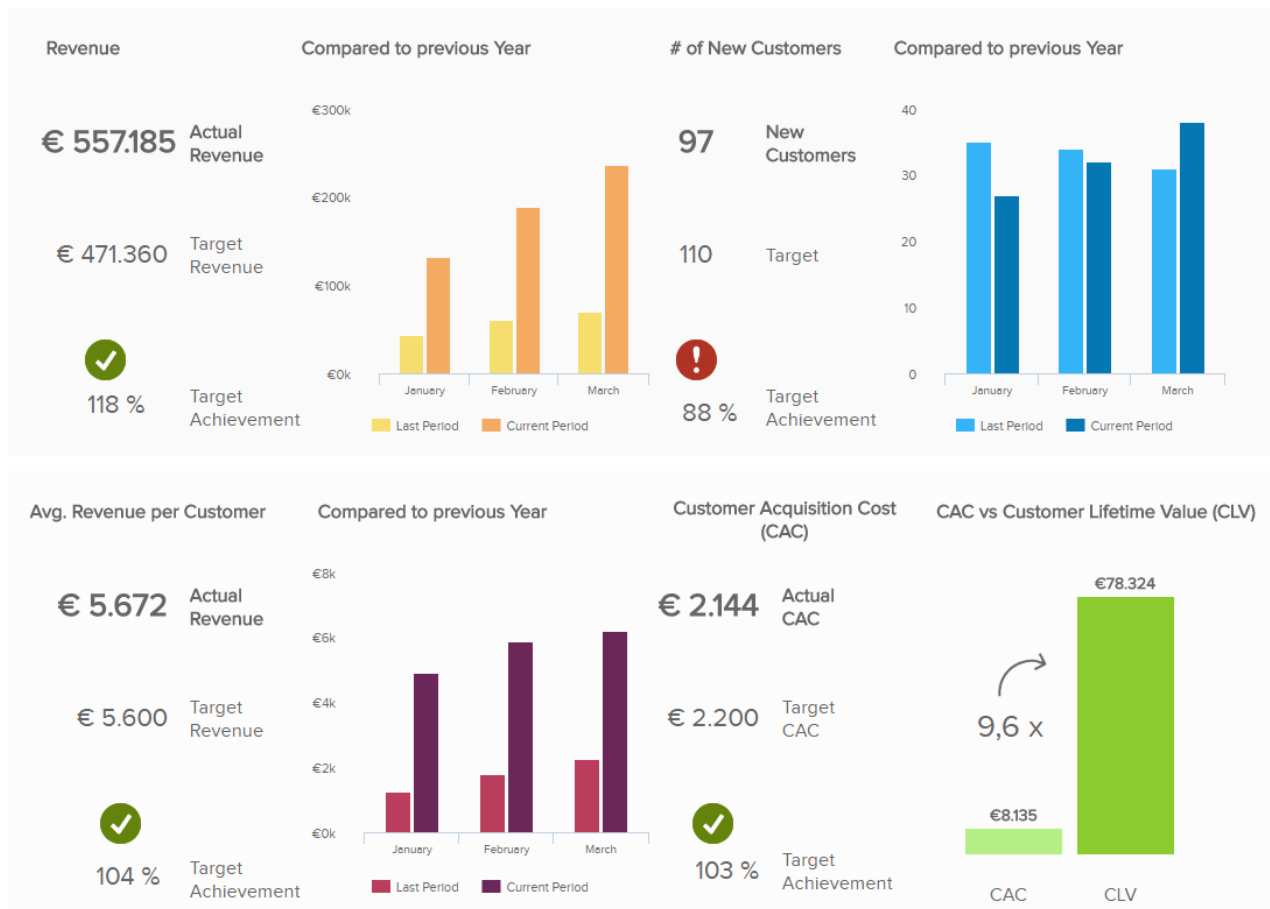 Revenue
€ 557.185
Actual
Revenue
€ 471.360
Target
Revenue
118 %
Target
Achievement
Compared to previous Year
€300k
€200k
€100k
€0k
January February March
Last Period Current Period
# of New Customers
97
New
Customers
110
Target
88 %
Target
Achievement
Compared to previous Year
40
30
20
10
0
January February March
Last Period Current Period
Avg. Revenue per Customer
€ 5.672
Actual
Revenue
€ 5.600
Target
Revenue
104 %
Target
Achievement
Compared to previous Year
€8k
€6k
€4k
€2k
€0k
January February March
Last Period Current Period
Customer Acquisition Cost
(CAC)
€ 2.144
Actual
CAC
€ 2.200
Target
CAC
103 %
Target
Achievement
CAC vs Customer Lifetime Value (CLV)
€78.324
9,6 x
€8.135
CAC CLV